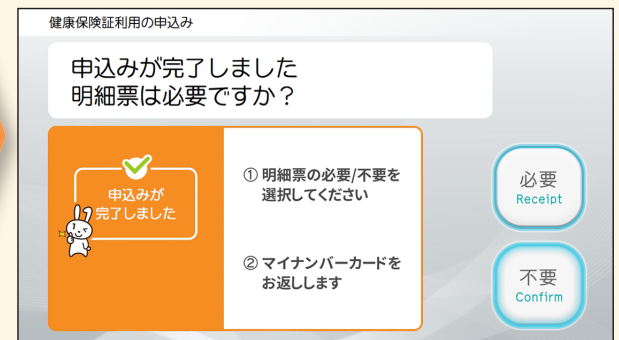 健康保険証利用の申込み
申込みが完了しました
明細票は必要ですか？
申込みが
完了しました
① 明細票の必要/不要を
選択してください
② マイナンバーカードを
お返しします
必要
Receipt
不要
Confirm